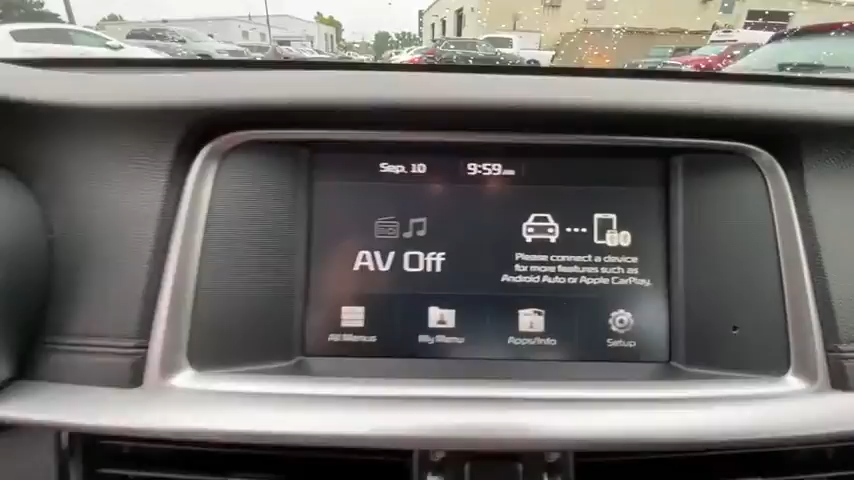 Sep. 10 9:59 AM
AV Off
Please connect a device
for more features such as
Android Auto or Apple CarPlay.
All Menus My Menu Apps/Info Setup